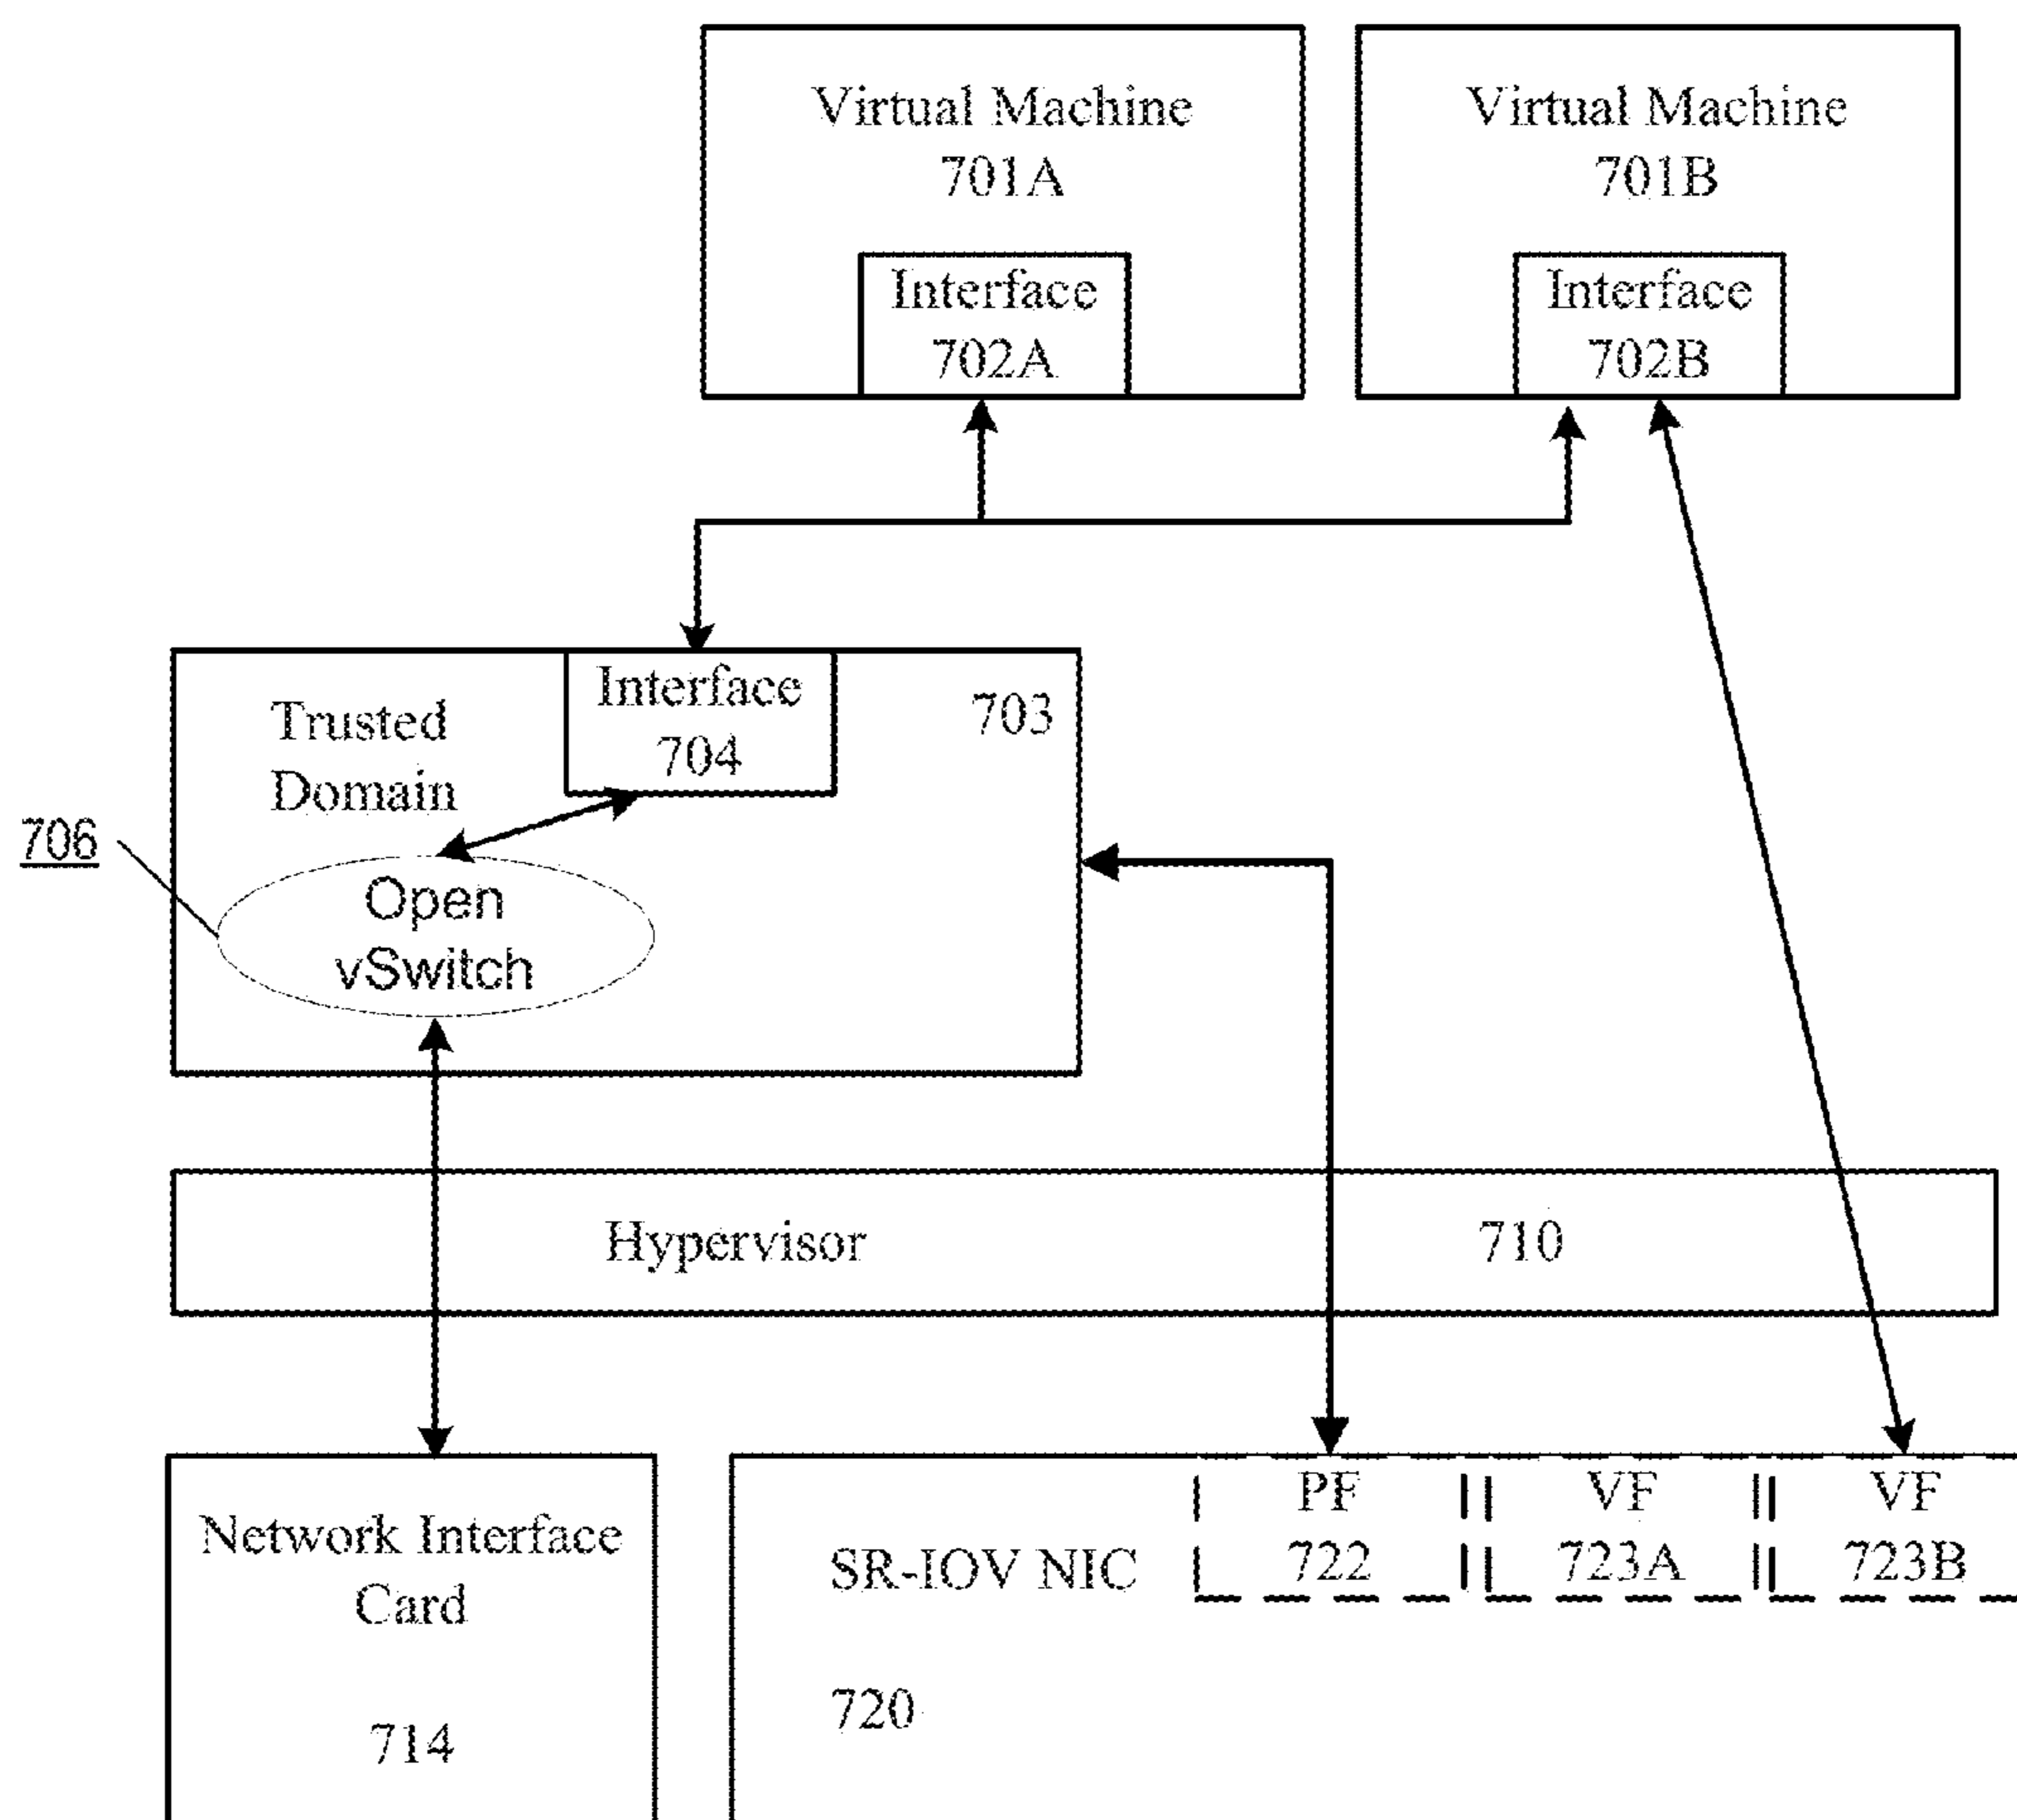 Virtual Machine
701A
Interface
702A
Virtual Machine
701B
Interface
702B
Trusted
Domain
Interface
704
703
706
Open
vSwitch
Hypervisor
710
Network Interface
Card
714
SR-IOV NIC
720
PF
722
VF
723A
VF
723B